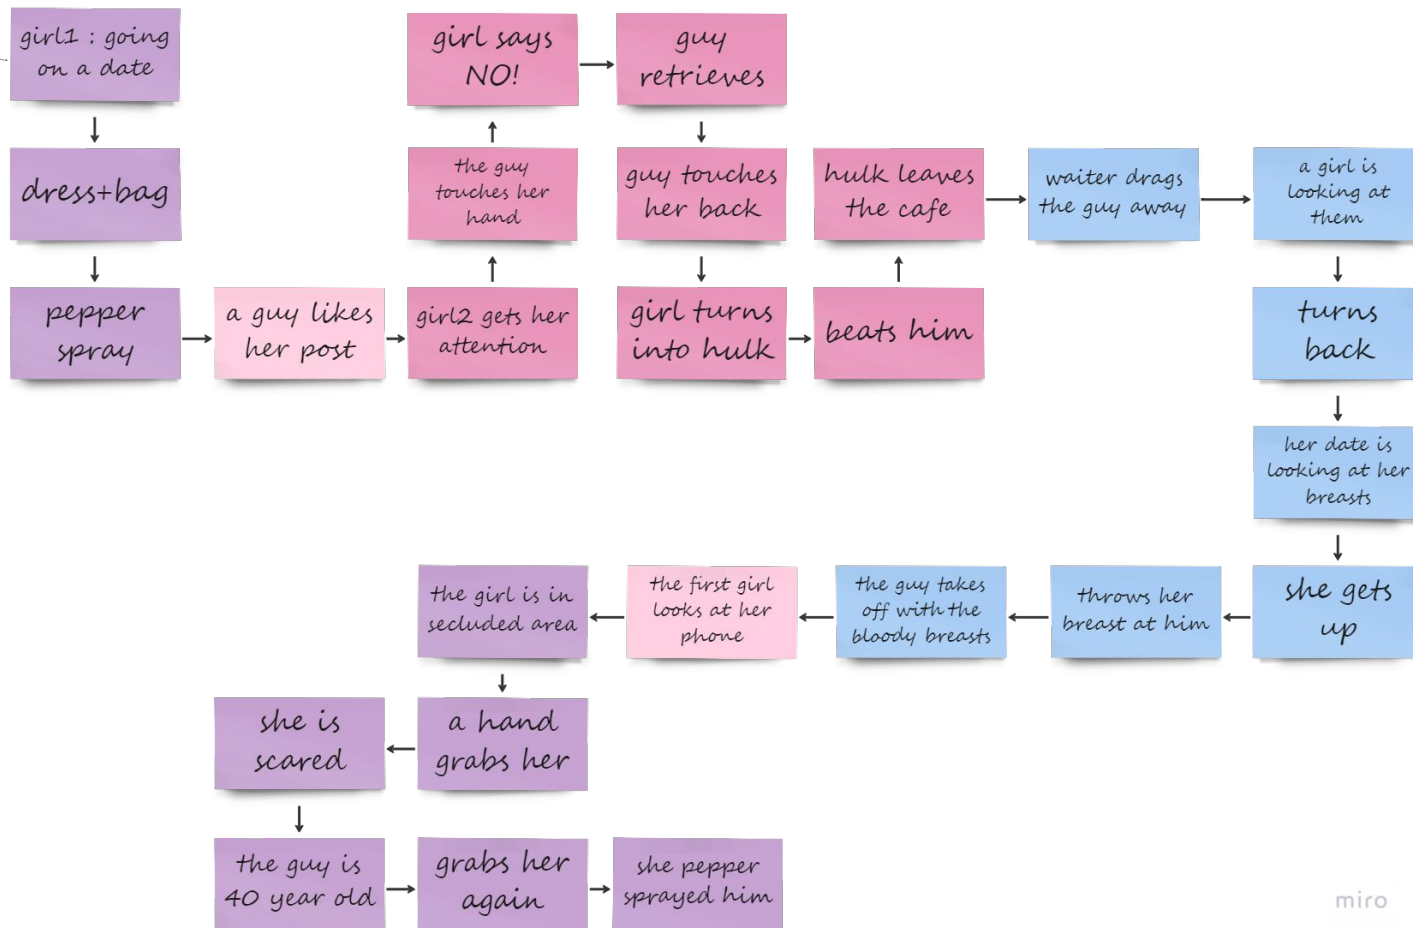 girl1 : going
on a date
dress+bag
pepper
spray
a guy likes
her post
girl2 gets her
attention
the guy
touches her
hand
girl says
NO!
guy
retrieves
guy touches
her back
girl turns
into hulk
beats him
hulk leaves
the cafe
waiter drags
the guy away
a girl is
looking at
them
turns
back
her date is
looking at her
breasts
she gets
up
throws her
breast at him
the guy takes
off with the
bloody breasts
the first girl
looks at her
phone
the girl is in
secluded area
a hand
grabs her
she is
scared
the guy is
40 year old
grabs her
again
she pepper
sprayed him
miro